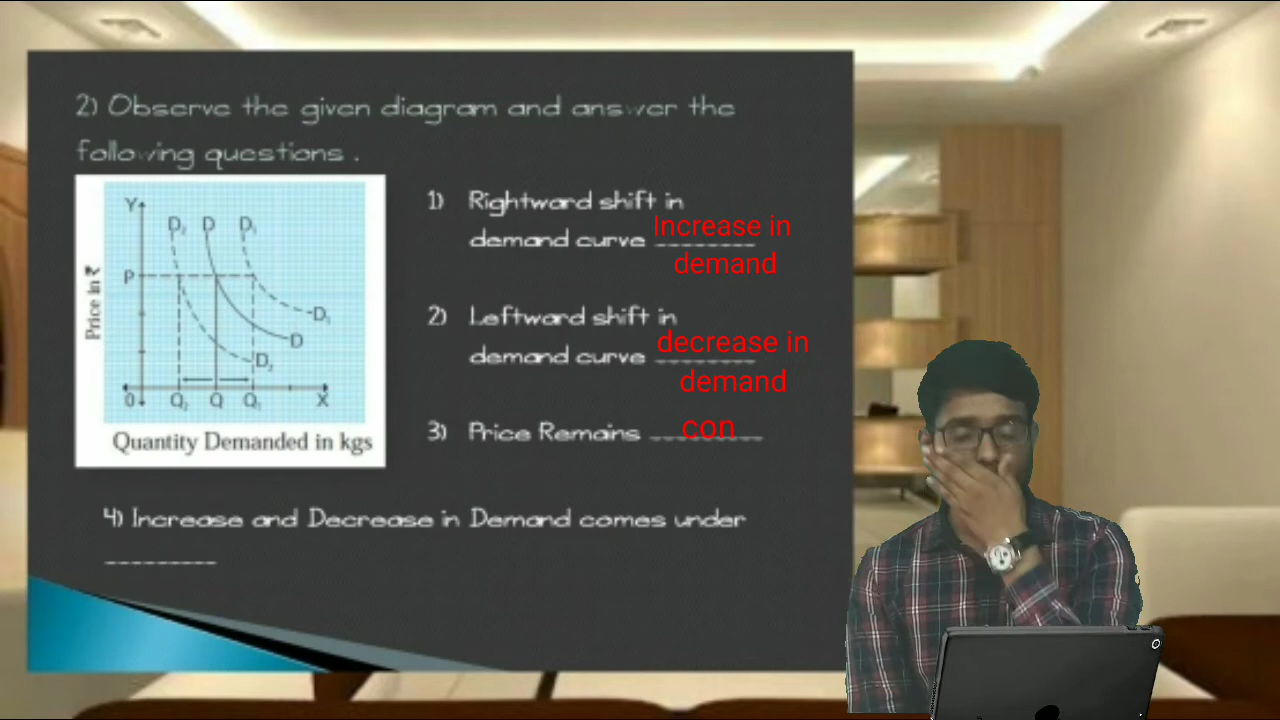 2) Observe the given diagram and answer the
following questions .
Y
D₂ D D₁
P
Price in ₹
D₁
D
D₂
0 Q₂ Q Q₁ X
Quantity Demanded in kgs
1) Rightward shift in
demand curve -------- Increase in
demand
2) Leftward shift in
demand curve -------- decrease in
demand
3) Price Remains --------- con
4) Increase and Decrease in Demand comes under
---------